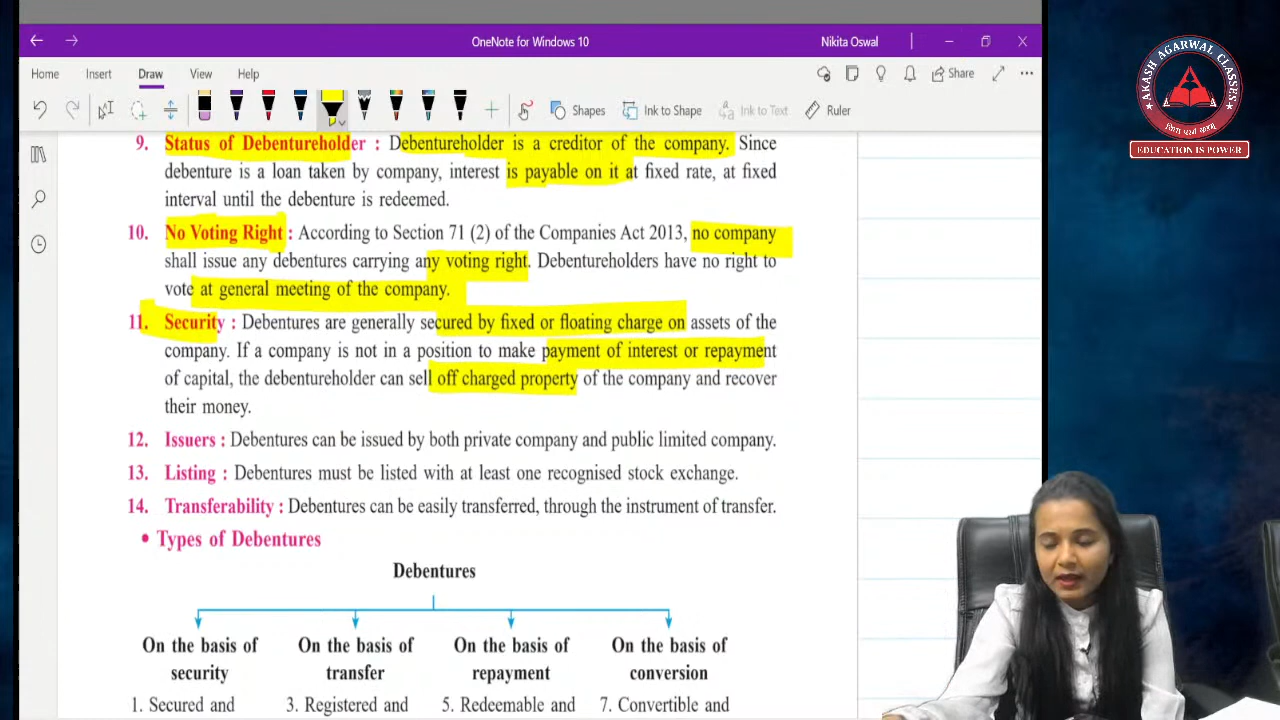 OneNote for Windows 10
Nikita Oswal
Home Insert Draw View Help
Share
Shapes Ink to Shape Ink to Text Ruler
9. Status of Debentureholder : Debentureholder is a creditor of the company. Since
debenture is a loan taken by company, interest is payable on it at fixed rate, at fixed
interval until the debenture is redeemed.
10. No Voting Right : According to Section 71 (2) of the Companies Act 2013, no company
shall issue any debentures carrying any voting right. Debentureholders have no right to
vote at general meeting of the company.
11. Security : Debentures are generally secured by fixed or floating charge on assets of the
company. If a company is not in a position to make payment of interest or repayment
of capital, the debentureholder can sell off charged property of the company and recover
their money.
12. Issuers : Debentures can be issued by both private company and public limited company.
13. Listing : Debentures must be listed with at least one recognised stock exchange.
14. Transferability : Debentures can be easily transferred, through the instrument of transfer.
• Types of Debentures
Debentures
On the basis of security
On the basis of transfer
On the basis of repayment
On the basis of conversion
1. Secured and
3. Registered and
5. Redeemable and
7. Convertible and
AKASH AGARWAL CLASSES
EDUCATION IS POWER